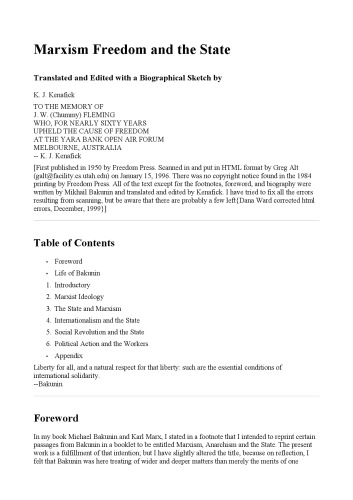 Marxism Freedom and the State
Translated and Edited with a Biographical Sketch by
K. J. Kenafick
TO THE MEMORY OF
J. W. (Chummy) FLEMING
WHO, FOR NEARLY SIXTY YEARS
UPHELD THE CAUSE OF FREEDOM
AT THE YARA BANK OPEN AIR FORUM
MELBOURNE, AUSTRALIA
-- K. J. Kenafick
[First published in 1950 by Freedom Press. Scanned in and put in HTML format by Greg Alt
(galt@facility.cs.utah.edu) on January 15, 1996. There was no copyright notice found in the 1984
printing by Freedom Press. All of the text except for the footnotes, foreword, and biography were
written by Mikhail Bakunin and translated and edited by Kenafick. I have tried to fix all the errors
resulting from scanning, but be aware that there are probably a few left{Dana Ward corrected html
errors, December, 1999}]
Table of Contents
• Foreword
• Life of Bakunin
1. Introductory
2. Marxist Ideology
3. The State and Marxism
4. Internationalism and the State
5. Social Revolution and the State
6. Political Action and the Workers
• Appendix
Liberty for all, and a natural respect for that liberty: such are the essential conditions of
international solidarity.
--Bakunin
Foreword
In my book Michael Bakunin and Karl Marx, I stated in a footnote that I intended to reprint certain
passages from Bakunin in a booklet to be entitled Marxism, Anarchism and the State. The present
work is a fulfillment of that intention, but I have slightly altered the title, because on reflection, I
felt that Bakunin was here treating of wider and deeper matters than merely the merits of one